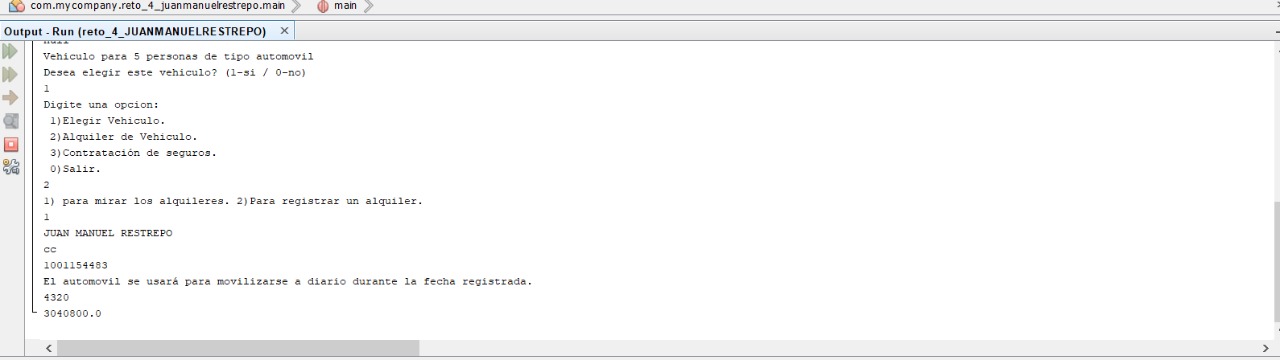 com.mycompany.reto_4_juanmanuelrestrepo.main main
Output - Run (reto_4_JUANMANUELRESTREPO)
null
Vehiculo para 5 personas de tipo automovil
Desea elegir este vehiculo? (1-si / 0-no)
1
Digite una opcion:
1)Elegir Vehiculo.
2)Alquiler de Vehiculo.
3)Contratación de seguros.
0)Salir.
2
1) para mirar los alquileres. 2)Para registrar un alquiler.
1
JUAN MANUEL RESTREPO
cc
1001154483
El automovil se usará para movilizarse a diario durante la fecha registrada.
4320
3040800.0